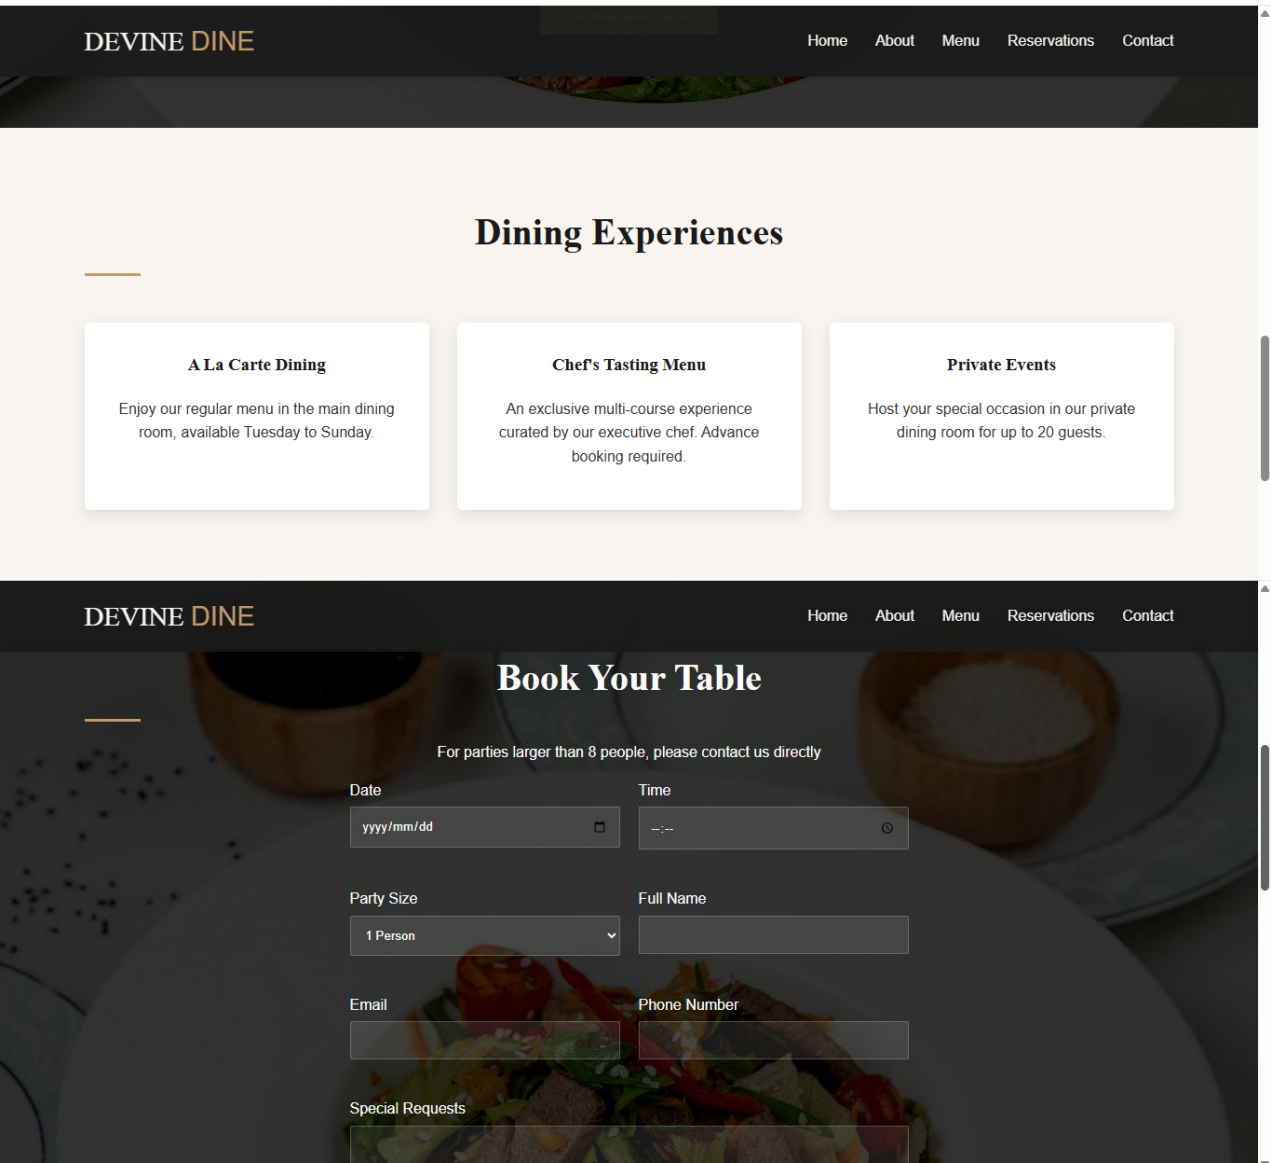 DEVINE DINE
Home About Menu Reservations Contact
Dining Experiences
A La Carte Dining
Enjoy our regular menu in the main dining
room, available Tuesday to Sunday.
Chef's Tasting Menu
An exclusive multi-course experience
curated by our executive chef. Advance
booking required.
Private Events
Host your special occasion in our private
dining room for up to 20 guests.
DEVINE DINE
Home About Menu Reservations Contact
Book Your Table
For parties larger than 8 people, please contact us directly
Date
Time
yyyy/mm/dd
--:--
Party Size
Full Name
1 Person
Email
Phone Number
Special Requests